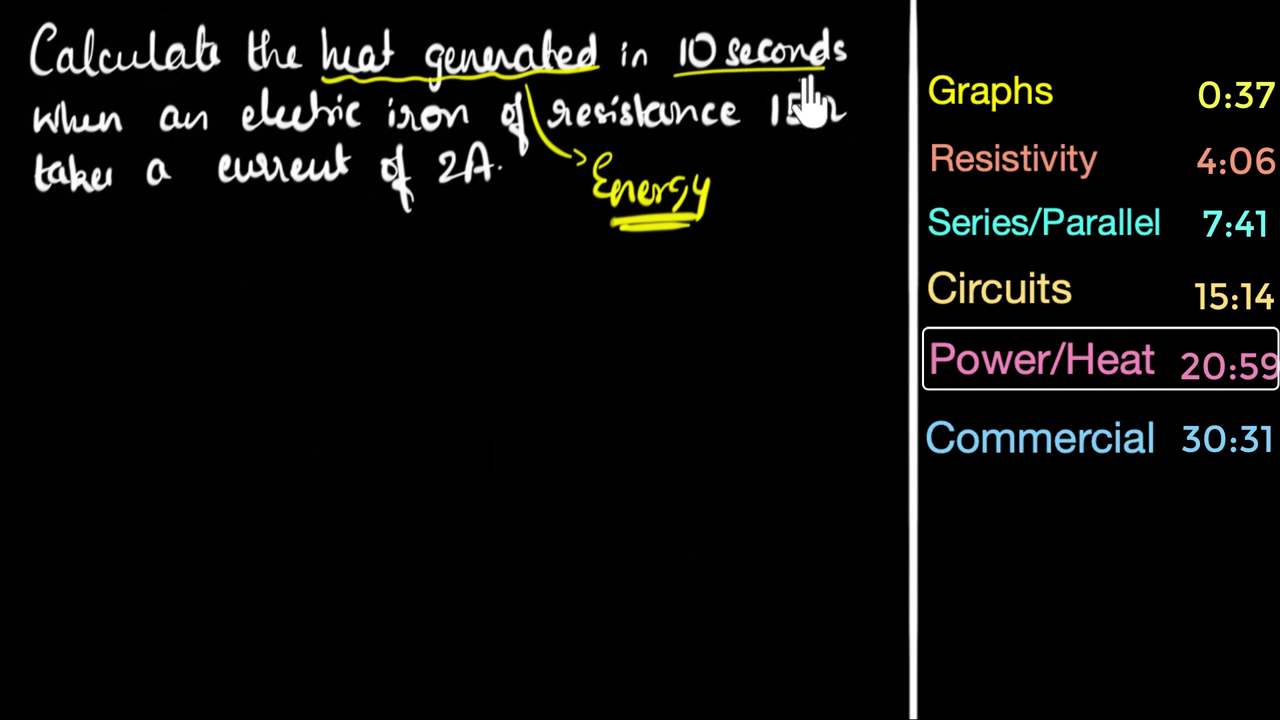 Calculate the heat generated in 10 seconds
when an electric iron of resistance
takes a current of 2A.
Energy
Graphs 0:37
Resistivity 4:06
Series/Parallel 7:41
Circuits 15:14
Power/Heat 20:59
Commercial 30:31